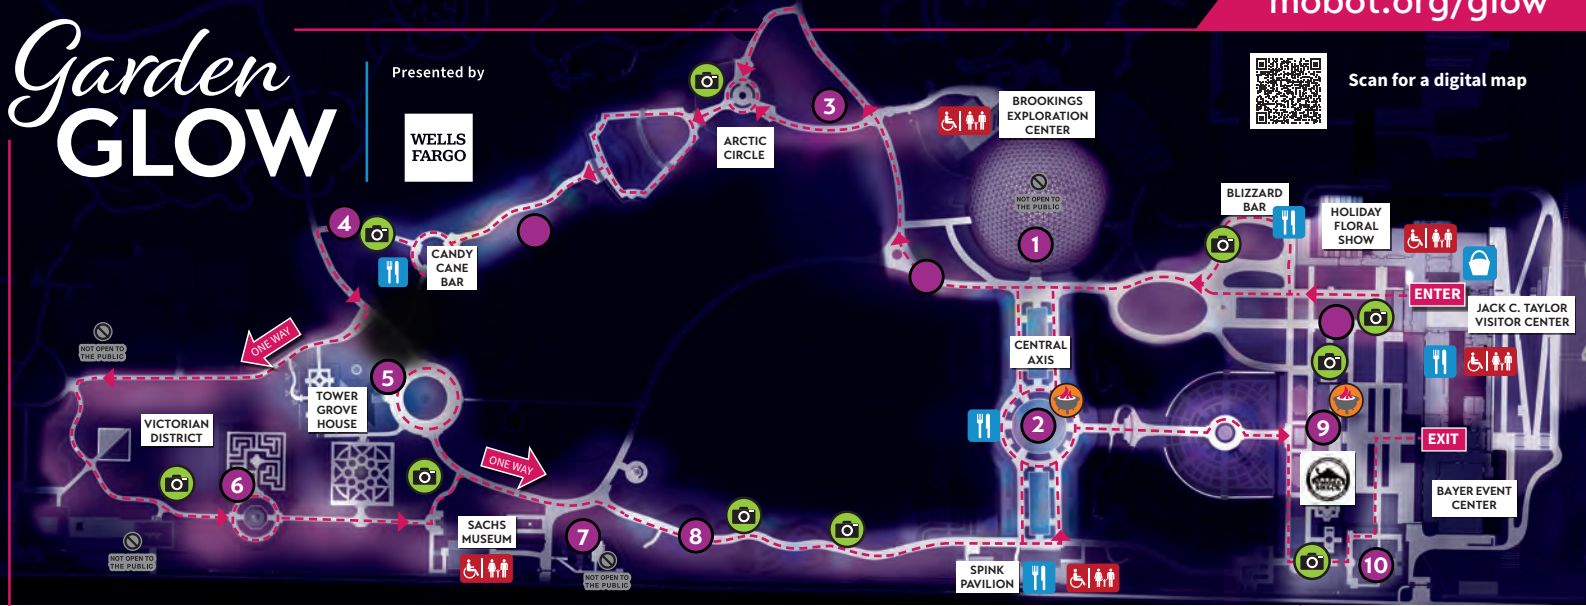 mobot.org/glow
Garden
GLOW
Presented by
WELLS
FARGO
Scan for a digital map
BROOKINGS
EXPLORATION
CENTER
ARCTIC
CIRCLE
3
NOT OPEN TO
THE PUBLIC
1
BLIZZARD
BAR
HOLIDAY
FLORAL
SHOW
4
CANDY
CANE
BAR
ENTER
JACK C. TAYLOR
VISITOR CENTER
ONE WAY
NOT OPEN TO
THE PUBLIC
CENTRAL
AXIS
5
TOWER
GROVE
HOUSE
VICTORIAN
DISTRICT
2
9
EXIT
ONE WAY
6
BAYER EVENT
CENTER
SACHS
MUSEUM
7
8
NOT OPEN TO
THE PUBLIC
NOT OPEN TO
THE PUBLIC
SPINK
PAVILION
10